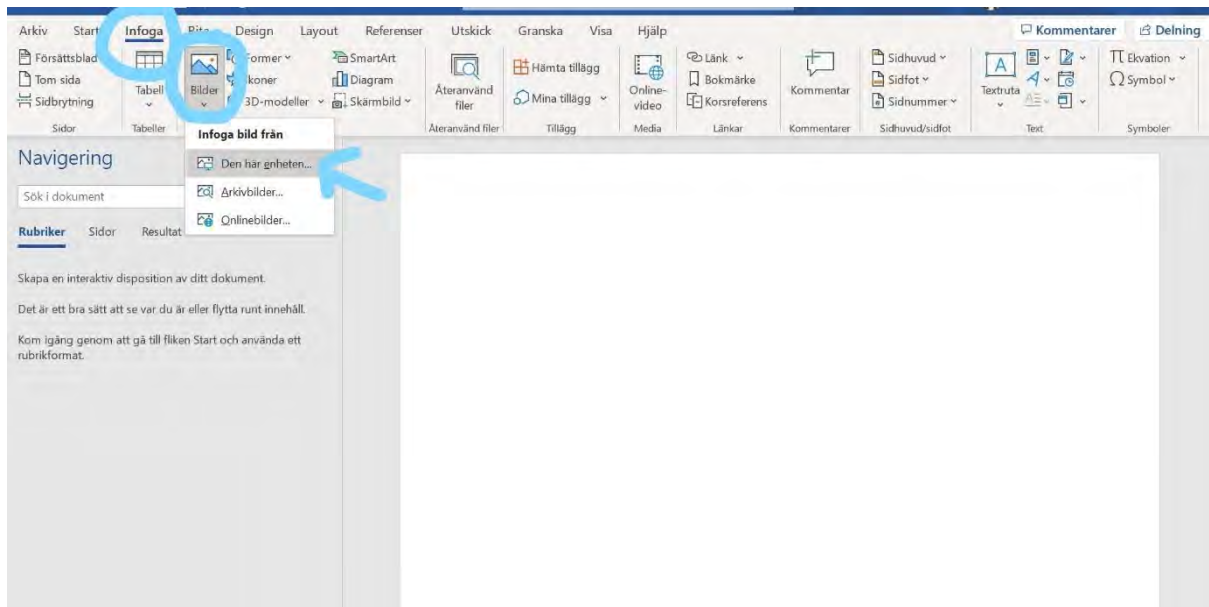 Arkiv Start Infoga Rita Design Layout Referenser Utskick Granska Visa Hjälp Kommentarer Delning
Försättsblad
Tom sida
Sidbrytning
Sidor
Tabell
Tabeller
Bilder
Former
Ikoner
3D-modeller
SmartArt
Diagram
Skärmbild
Återanvänd
filer
Återanvänd filer
Hämta tillägg
Mina tillägg
Tillägg
Online-
video
Media
Länk
Bokmärke
Korsreferens
Länkar
Kommentar
Kommentarer
Sidhuvud
Sidfot
Sidnummer
Sidhuvud/sidfot
Textruta
Text
Ekvation
Symbol
Symboler
Infoga bild från
Den här enheten...
Arkivbilder...
Onlinebilder...
Navigering
Sök i dokument
Rubriker Sidor Resultat
Skapa en interaktiv disposition av ditt dokument.
Det är ett bra sätt att se var du är eller flytta runt innehåll.
Kom igång genom att gå till fliken Start och använda ett
rubrikformat.